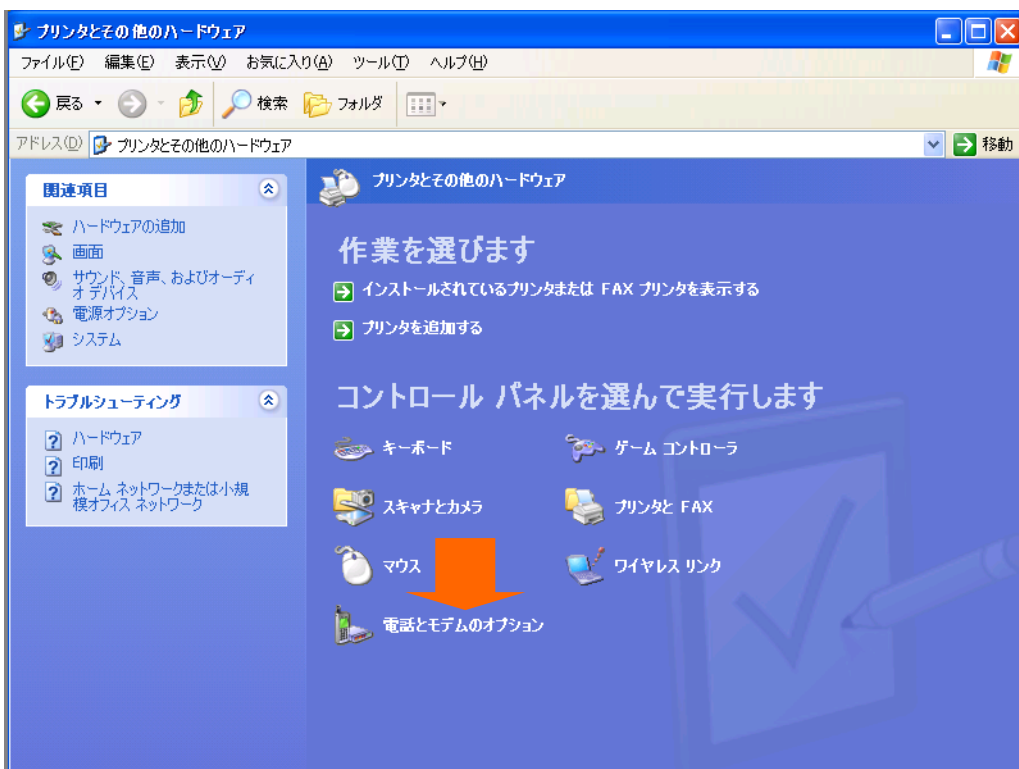 プリンタとその他のハードウェア
ファイル(F) 編集(E) 表示(V) お気に入り(A) ツール(T) ヘルプ(H)
戻る 検索 フォルダ
アドレス(D) プリンタとその他のハードウェア 移動
関連項目
ハードウェアの追加
画面
サウンド、音声、およびオーディ
オ デバイス
電源オプション
システム
トラブルシューティング
ハードウェア
印刷
ホーム ネットワークまたは小規
模オフィス ネットワーク
プリンタとその他のハードウェア
作業を選びます
インストールされているプリンタまたは FAX プリンタを表示する
プリンタを追加する
コントロール パネルを選んで実行します
キーボード ゲーム コントローラ
スキャナとカメラ プリンタと FAX
マウス ワイヤレス リンク
電話とモデムのオプション